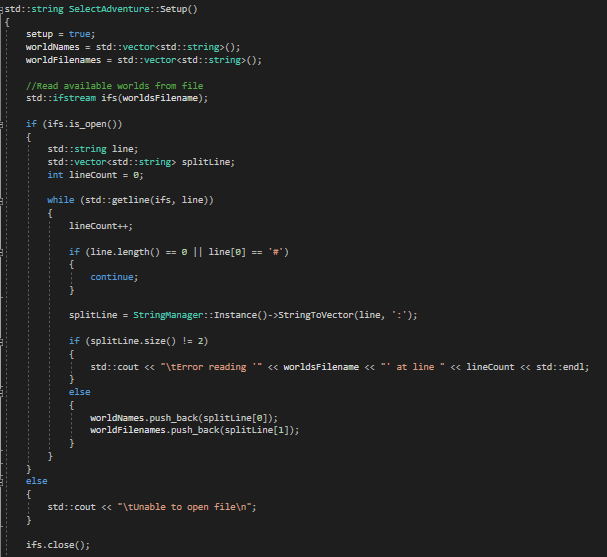 std::string SelectAdventure::Setup()
{
    setup = true;
    worldNames = std::vector<std::string>();
    worldFilenames = std::vector<std::string>();

    //Read available worlds from file
    std::ifstream ifs(worldsFilename);

    if (ifs.is_open())
    {
        std::string line;
        std::vector<std::string> splitLine;
        int lineCount = 0;

        while (std::getline(ifs, line))
        {
            lineCount++;

            if (line.length() == 0 || line[0] == '#')
            {
                continue;
            }

            splitLine = StringManager::Instance()->StringToVector(line, ':');

            if (splitLine.size() != 2)
            {
                std::cout << "\tError reading '" << worldsFilename << "' at line " << lineCount << std::endl;
            }
            else
            {
                worldNames.push_back(splitLine[0]);
                worldFilenames.push_back(splitLine[1]);
            }
        }
    }
    else
    {
        std::cout << "\tUnable to open file\n";
    }

    ifs.close();